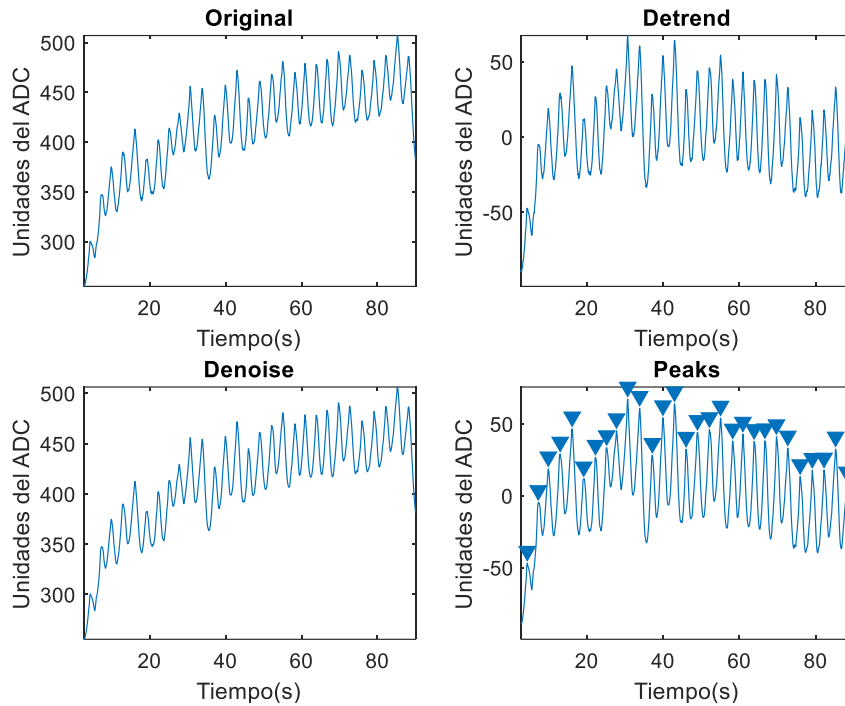 Original
500
450
400
350
300
20 40 60 80
Unidades del ADC
Tiempo(s)
Detrend
50
0
-50
20 40 60 80
Unidades del ADC
Tiempo(s)
Denoise
500
450
400
350
300
20 40 60 80
Unidades del ADC
Tiempo(s)
Peaks
50
0
-50
20 40 60 80
Unidades del ADC
Tiempo(s)